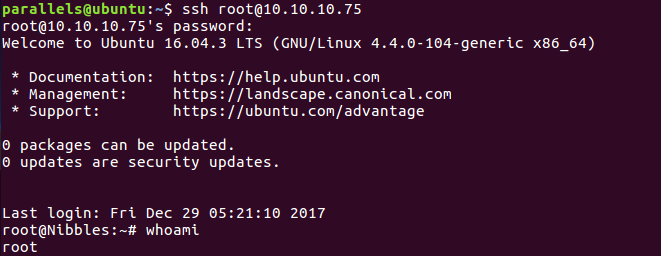 parallels@ubuntu:~$ ssh root@10.10.10.75
root@10.10.10.75's password:
Welcome to Ubuntu 16.04.3 LTS (GNU/Linux 4.4.0-104-generic x86_64)
* Documentation:  https://help.ubuntu.com
* Management:     https://landscape.canonical.com
* Support:        https://ubuntu.com/advantage
0 packages can be updated.
0 updates are security updates.
Last login: Fri Dec 29 05:21:10 2017
root@Nibbles:~# whoami
root